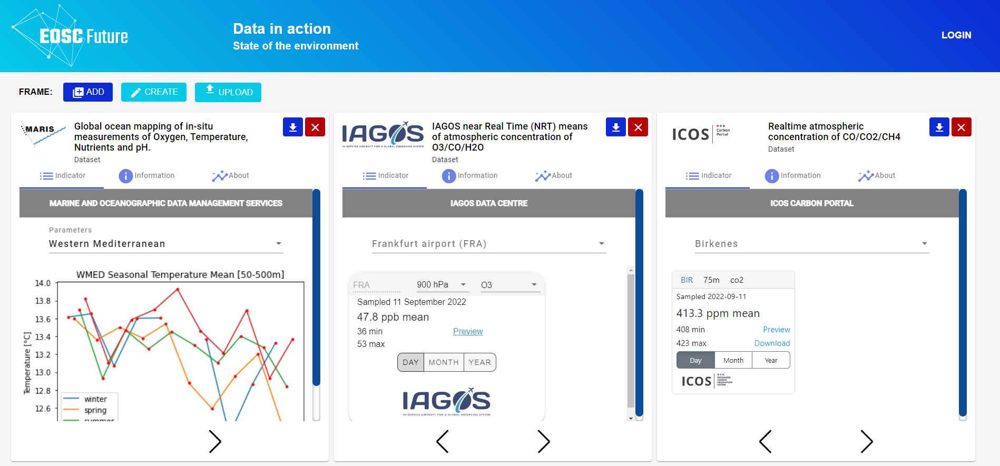 EOSC Future
Data in action
State of the environment
LOGIN
FRAME:
ADD
CREATE
UPLOAD
MARIS
Global ocean mapping of in-situ
measurements of Oxygen, Temperature,
Nutrients and pH.
Dataset
Indicator
Information
About
MARINE AND OCEANOGRAPHIC DATA MANAGEMENT SERVICES
Parameters
Western Mediterranean
WMED Seasonal Temperature Mean [50-500m]
14.0
13.8
13.6
13.4
13.2
13.0
12.8
12.6
Temperature [°C]
winter
spring
summer
IAGOS
IN-SERVICE AIRCRAFT FOR A GLOBAL OBSERVING SYSTEM
IAGOS near Real Time (NRT) means
of atmospheric concentration of
O3/CO/H2O
Dataset
Indicator
Information
About
IAGOS DATA CENTRE
Frankfurt airport (FRA)
FRA
900 hPa
O3
Sampled 11 September 2022
47.8 ppb mean
36 min
Preview
53 max
DAY
MONTH
YEAR
IAGOS
IN-SERVICE AIRCRAFT FOR A GLOBAL OBSERVING SYSTEM
ICOS
Carbon
Portal
Realtime atmospheric
concentration of CO/CO2/CH4
Dataset
Indicator
Information
About
ICOS CARBON PORTAL
Birkenes
BIR 75m co2
Sampled 2022-09-11
413.3 ppm mean
408 min
Preview
423 max
Download
Day
Month
Year
ICOS
INTEGRATED
CARBON
OBSERVATION
SYSTEM